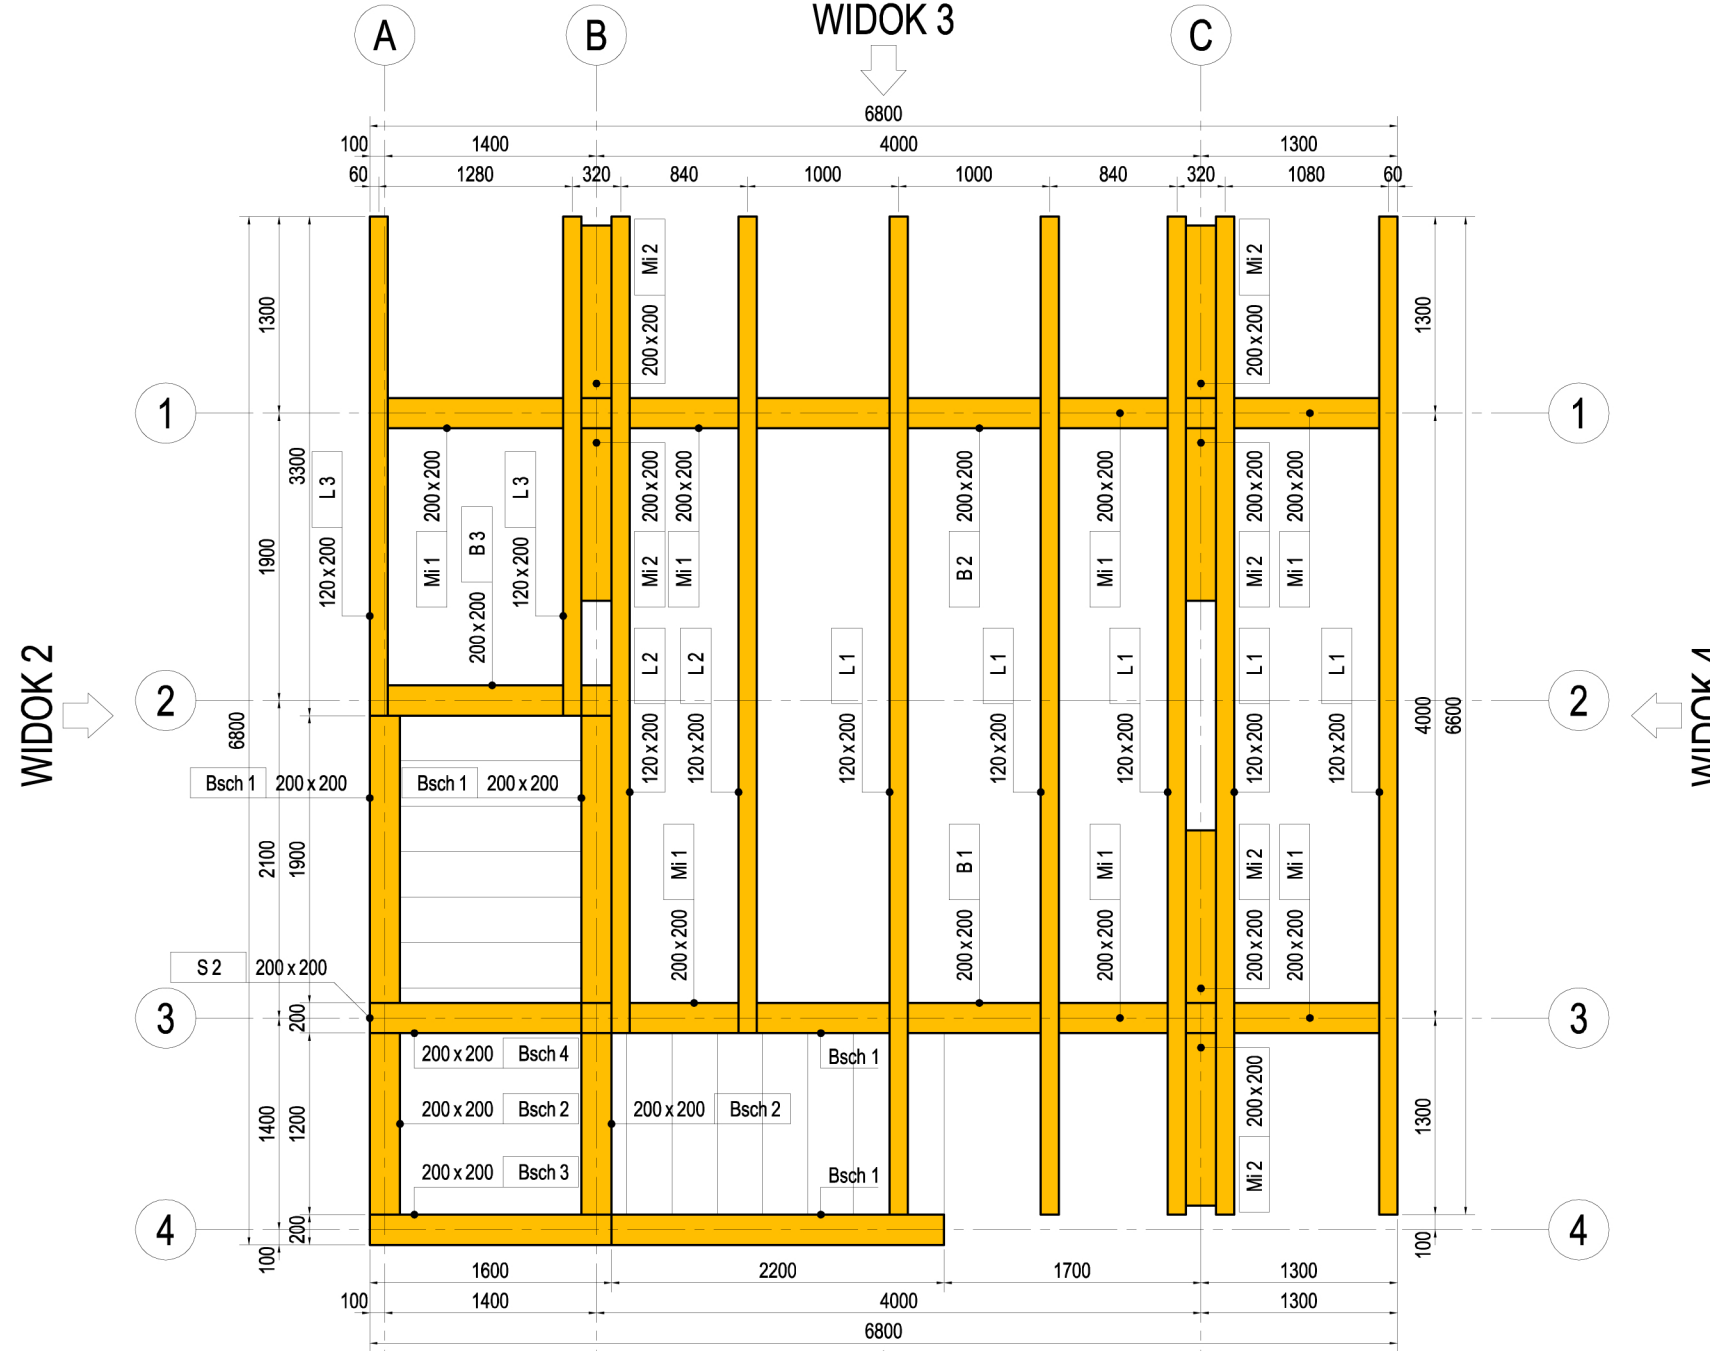 WIDOK 3
A
B
C
6800
100
1400
4000
1300
60
1280
320
840
1000
1000
840
320
1080
60
Mi 2
200 x 200
Mi 2
200 x 200
1300
1300
1
1
3300
L 3
120 x 200
200 x 200
Mi 1
B 3
200 x 200
L 3
120 x 200
200 x 200
Mi 2
200 x 200
Mi 1
200 x 200
B 2
200 x 200
Mi 1
200 x 200
Mi 2
200 x 200
Mi 1
1900
WIDOK 2
2
L 2
120 x 200
L 2
120 x 200
L 1
120 x 200
L 1
120 x 200
L 1
120 x 200
L 1
120 x 200
L 1
120 x 200
2
WIDOK 4
6800
4000
6600
Bsch 1
200 x 200
Bsch 1
200 x 200
2100
1900
Mi 1
200 x 200
B 1
200 x 200
Mi 1
200 x 200
Mi 2
200 x 200
Mi 1
200 x 200
S 2
200 x 200
3
200
3
200 x 200
Bsch 4
Bsch 1
1400
1200
200 x 200
Bsch 2
200 x 200
Bsch 2
200 x 200
Mi 2
1300
200 x 200
Bsch 3
Bsch 1
4
200
100
100
4
1600
2200
1700
1300
100
1400
4000
1300
6800